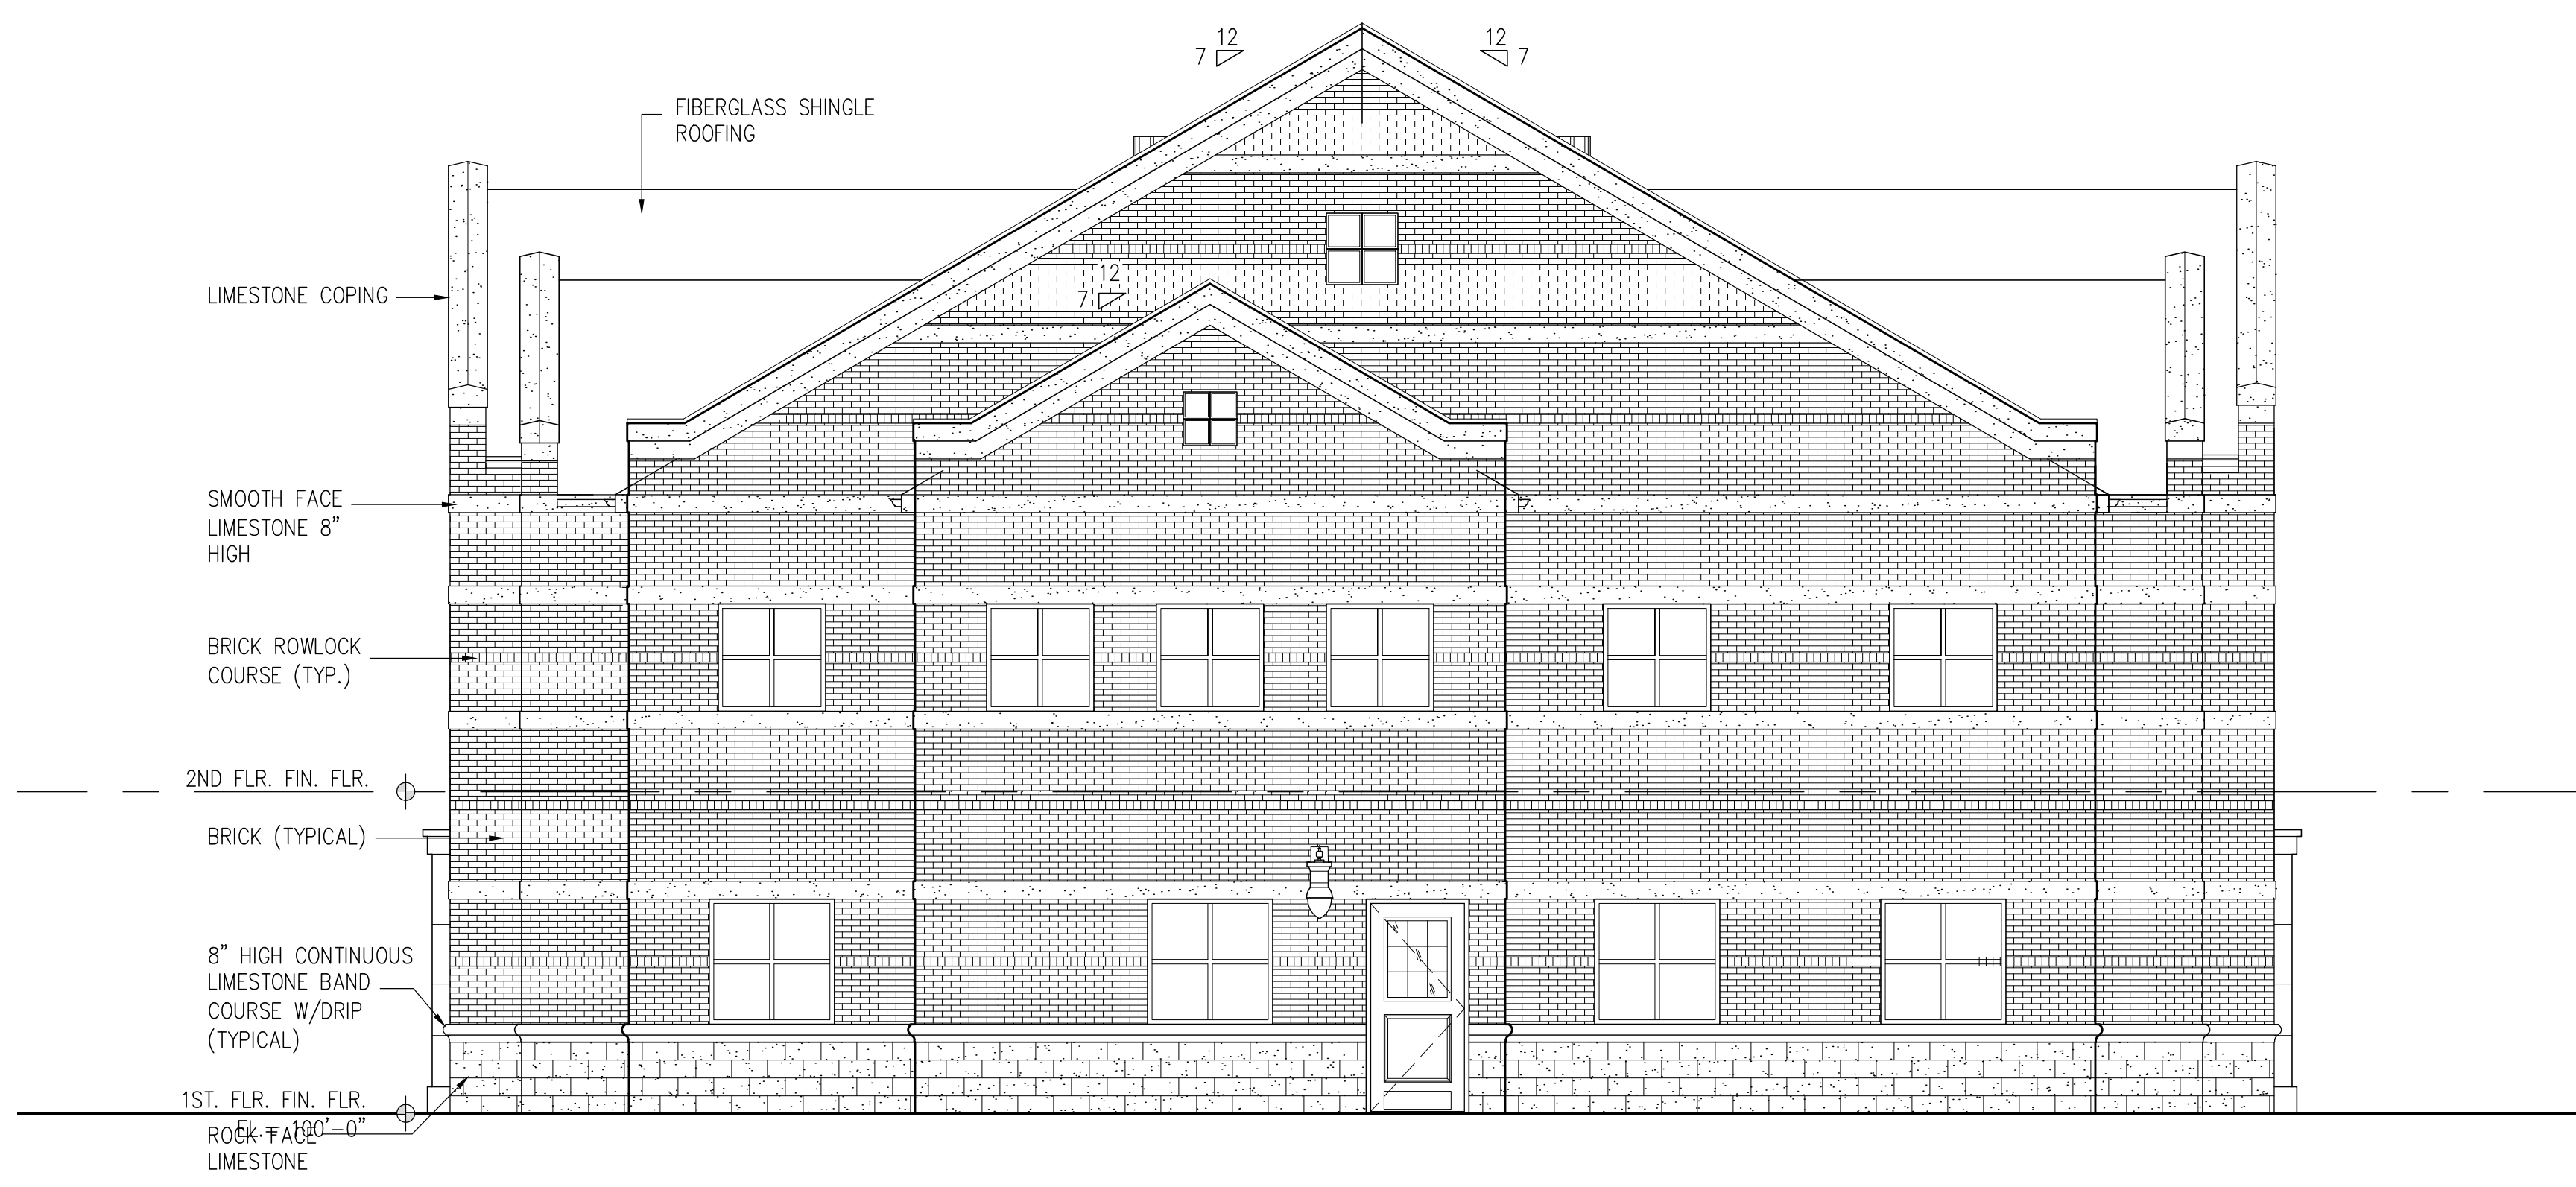 12
7
12
7
FIBERGLASS SHINGLE
ROOFING
12
7
LIMESTONE COPING
SMOOTH FACE
LIMESTONE 8"
HIGH
BRICK ROWLOCK
COURSE (TYP.)
2ND FLR. FIN. FLR.
BRICK (TYPICAL)
8" HIGH CONTINUOUS
LIMESTONE BAND
COURSE W/DRIP
(TYPICAL)
1ST. FLR. FIN. FLR.
EL.= 100'-0"
ROCK FACE
LIMESTONE